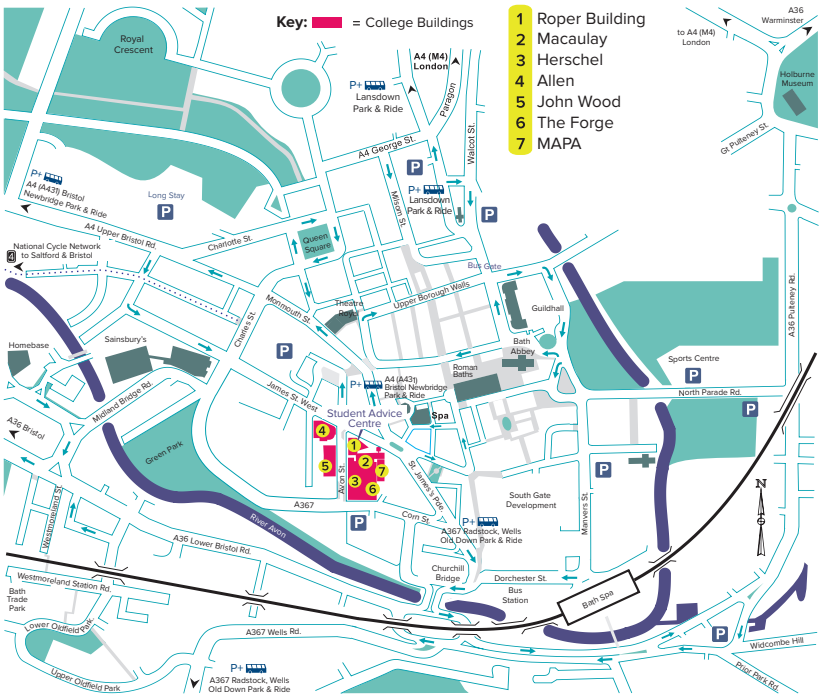 Key: = College Buildings
1 Roper Building
2 Macaulay
3 Herschel
4 Allen
5 John Wood
6 The Forge
7 MAPA
A36
Warminster
to A4 (M4)
London
Holburne
Museum
Gt Pulteney St.
Royal
Crescent
A4 (M4)
London
P+
Lansdown
Park & Ride
Paragon
Walcot St.
A4 George St.
P
P+
Lansdown
Park & Ride
P
Milsom St.
P+
A4 (A431) Bristol
Newbridge Park & Ride
Long Stay
P
A4 Upper Bristol Rd.
Charlotte St.
Queen
Square
4
National Cycle Network
to Saltford & Bristol
Bus Gate
Upper Borough Walls
Monmouth St.
Theatre
Royal
Guildhall
A36 Pulteney Rd.
Charles St.
Homebase
Sainsbury's
P
Bath
Abbey
Roman
Baths
Sports Centre
P
North Parade Rd.
P
Midland Bridge Rd.
James St. West
P+
A4 (A431)
Bristol Newbridge
Park & Ride
Student Advice
Centre
Spa
A36 Bristol
Green Park
4
1
5
2
7
3
6
Avon St.
St. James's Pde.
P
South Gate
Development
Manvers St.
N
Westmoreland St.
A367
P
Corn St.
P+
A367 Radstock, Wells
Old Down Park & Ride
River Avon
A36 Lower Bristol Rd.
Churchill
Bridge
Dorchester St.
Bus
Station
Bath Spa
Westmoreland Station Rd.
Bath
Trade
Park
Lower Oldfield Park
A367 Wells Rd.
P
Widcombe Hill
Prior Park Rd.
Upper Oldfield Park
P+
A367 Radstock, Wells
Old Down Park & Ride